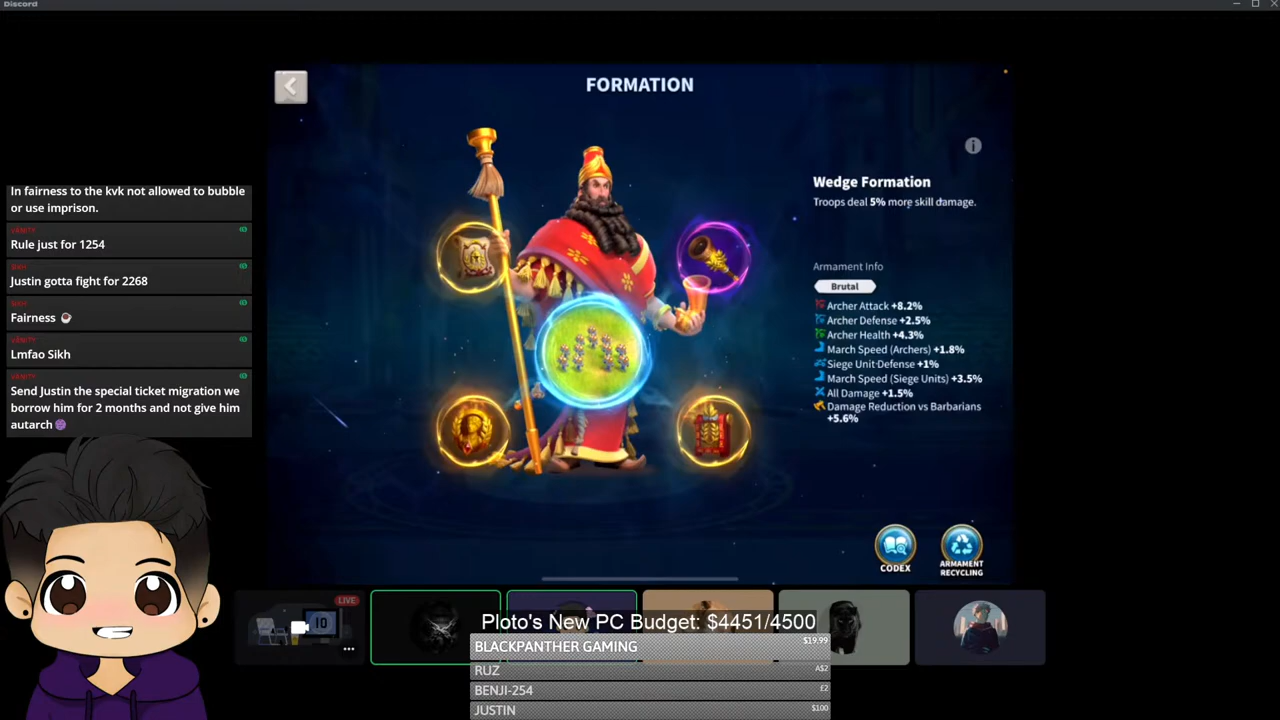 Discord
FORMATION
In fairness to the kvk not allowed to bubble
or use imprison.
Rule just for 1254
Justin gotta fight for 2268
Fairness
Lmfao Sikh
Send Justin the special ticket migration we
borrow him for 2 months and not give him
autarch
Wedge Formation
Troops deal 5% more skill damage.
Armament Info
Brutal
Archer Attack +8.2%
Archer Defense +2.5%
Archer Health +4.3%
March Speed (Archers) +1.8%
Siege Unit Defense +1%
March Speed (Siege Units) +3.5%
All Damage +1.5%
Damage Reduction vs Barbarians
+5.6%
CODEX
ARMAMENT
RECYCLING
LIVE
Ploto's New PC Budget: $4451/4500
BLACKPANTHER GAMING $19.99
RUZ A$2
BENJI-254 £2
JUSTIN $100